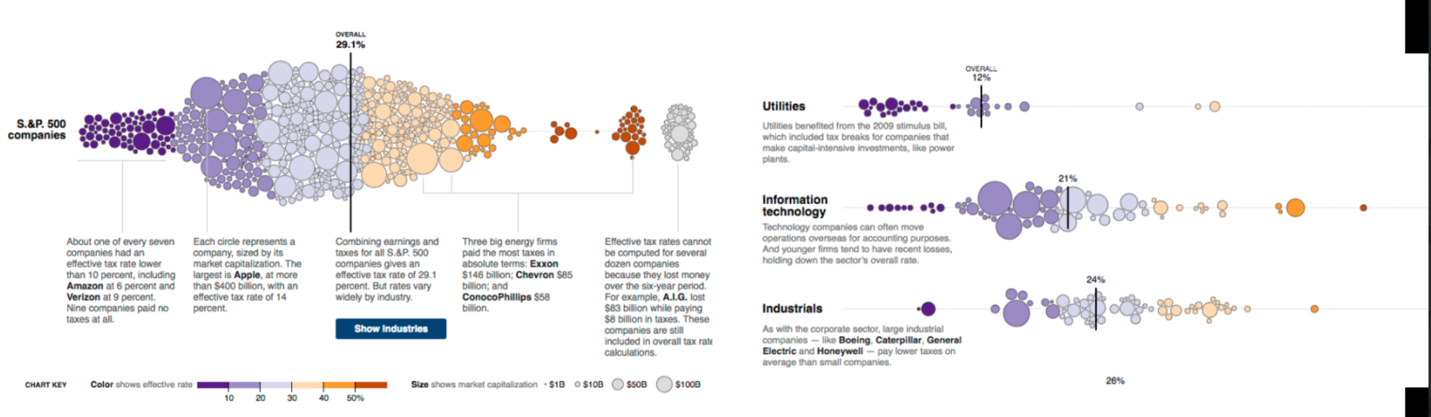 OVERALL
29.1%
S.&P. 500
companies
About one of every seven
companies had an
effective tax rate lower
than 10 percent, including
Amazon at 6 percent and
Verizon at 9 percent.
Nine companies paid no
taxes at all.
Each circle represents a
company, sized by its
market capitalization. The
largest is Apple, at more
than $400 billion, with an
effective tax rate of 14
percent.
Combining earnings and
taxes for all S.&P. 500
companies gives an
effective tax rate of 29.1
percent. But rates vary
widely by industry.
Show Industries
Three big energy firms
paid the most taxes in
absolute terms: Exxon
$146 billion; Chevron $85
billion; and
ConocoPhillips $58
billion.
Effective tax rates cannot
be computed for several
dozen companies
because they lost money
over the six-year period.
For example, A.I.G. lost
$83 billion while paying
$8 billion in taxes. These
companies are still
included in overall tax rate
calculations.
CHART KEY
Color shows effective rate
10 20 30 40 50%
Size shows market capitalization $1B $10B $50B $100B
OVERALL
12%
Utilities
Utilities benefited from the 2009 stimulus bill,
which included tax breaks for companies that
make capital-intensive investments, like power
plants.
21%
Information
technology
Technology companies can often move
operations overseas for accounting purposes.
And younger firms tend to have recent losses,
holding down the sector's overall rate.
24%
Industrials
As with the corporate sector, large industrial
companies — like Boeing, Caterpillar, General
Electric and Honeywell — pay lower taxes on
average than small companies.
26%